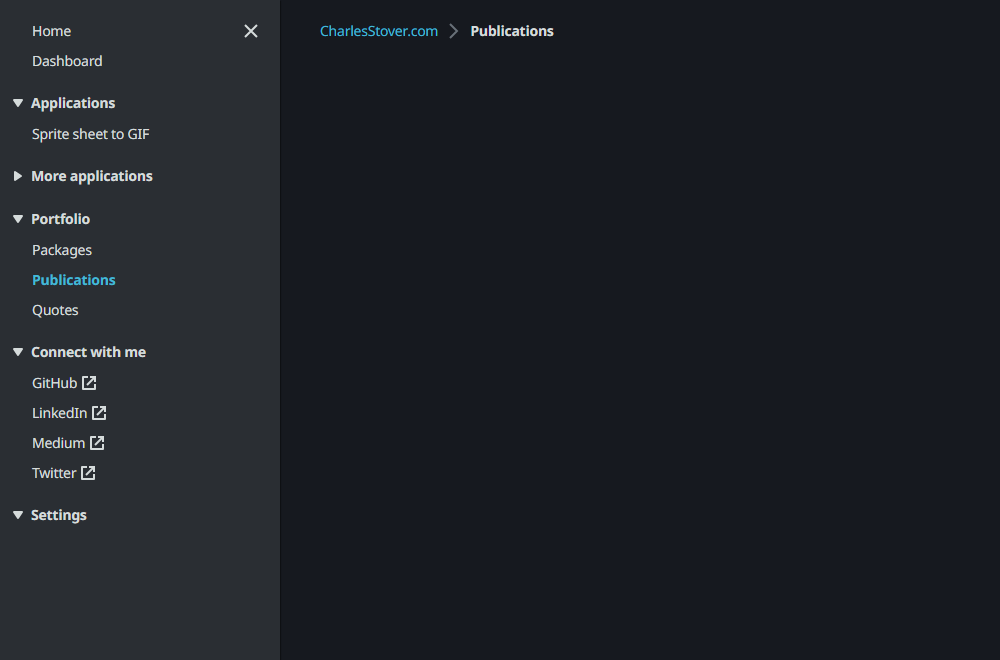 Home
Dashboard
Applications
Sprite sheet to GIF
More applications
Portfolio
Packages
Publications
Quotes
Connect with me
GitHub
LinkedIn
Medium
Twitter
Settings
CharlesStover.com > Publications